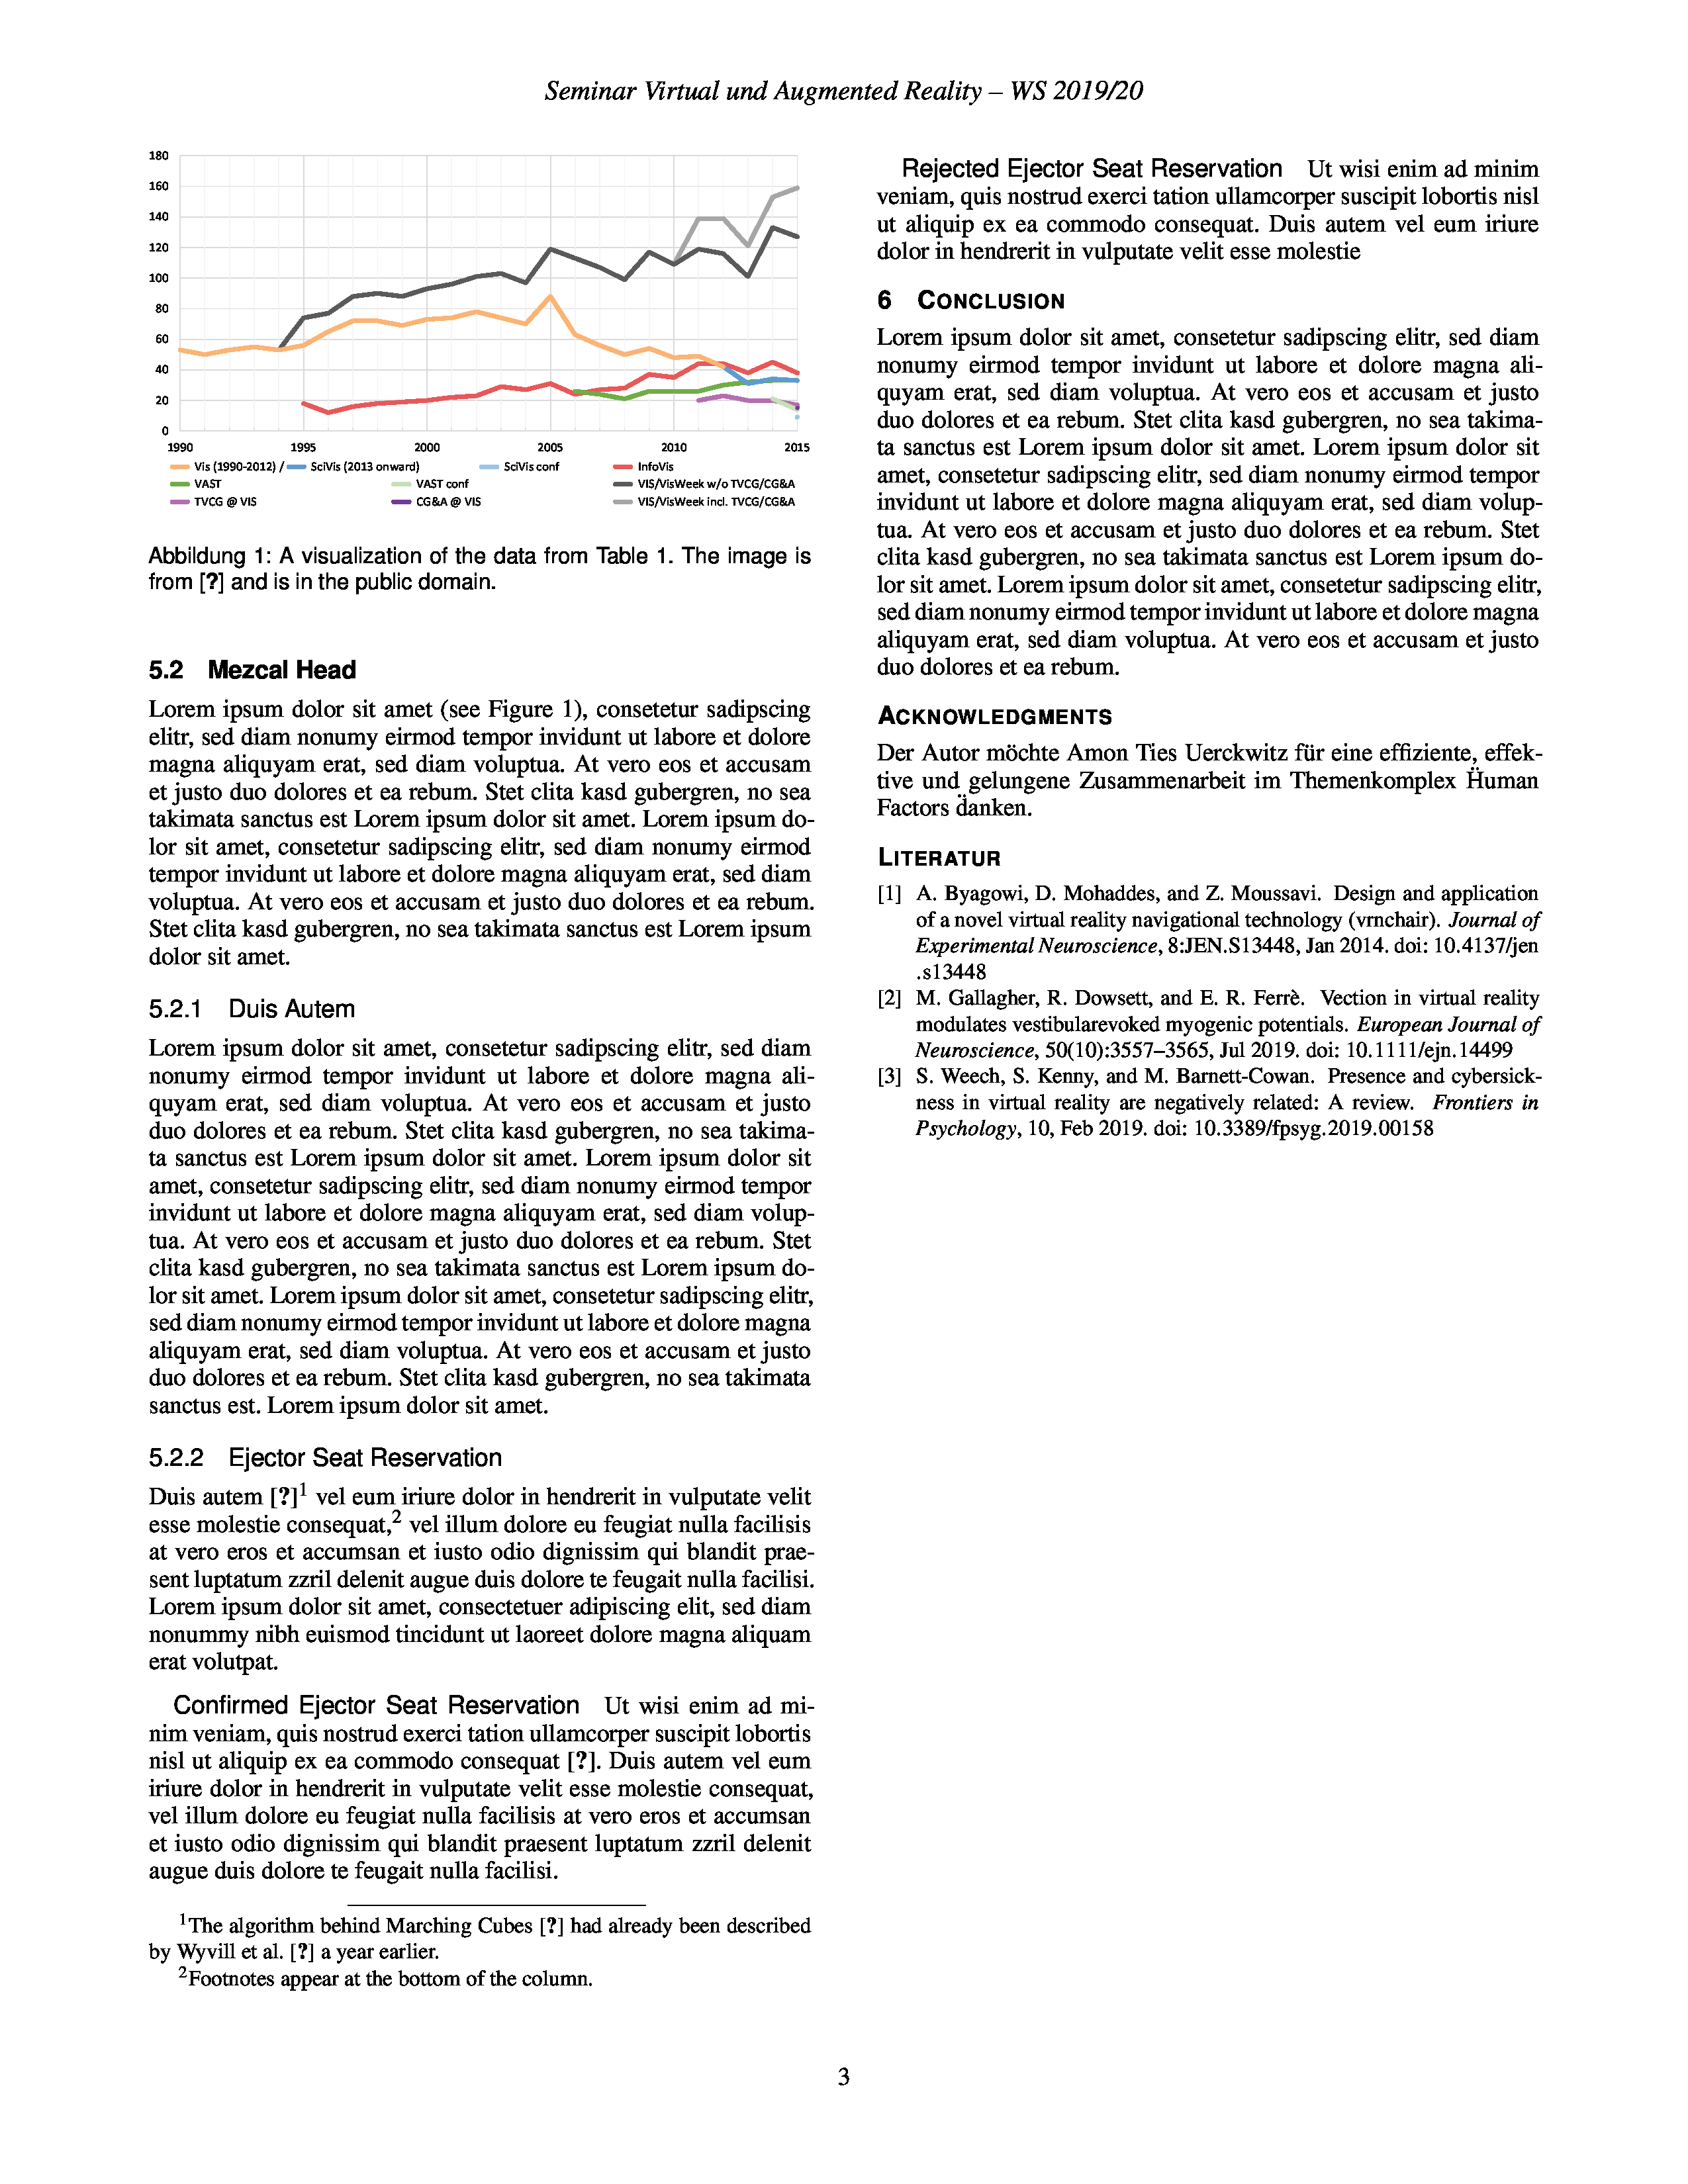 Seminar Virtual und Augmented Reality – WS 2019/20
180
160
140
120
100
80
60
40
20
0
1990 1995 2000 2005 2010 2015
Vis (1990-2012) / SciVis (2013 onward) SciVis conf InfoVis
VAST VAST conf VIS/VisWeek w/o TVCG/CG&A
TVCG @ VIS CG&A @ VIS VIS/VisWeek incl. TVCG/CG&A
Abbildung 1: A visualization of the data from Table 1. The image is
from [?] and is in the public domain.
5.2 Mezcal Head
Lorem ipsum dolor sit amet (see Figure 1), consetetur sadipscing
elitr, sed diam nonumy eirmod tempor invidunt ut labore et dolore
magna aliquyam erat, sed diam voluptua. At vero eos et accusam
et justo duo dolores et ea rebum. Stet clita kasd gubergren, no sea
takimata sanctus est Lorem ipsum dolor sit amet. Lorem ipsum do-
lor sit amet, consetetur sadipscing elitr, sed diam nonumy eirmod
tempor invidunt ut labore et dolore magna aliquyam erat, sed diam
voluptua. At vero eos et accusam et justo duo dolores et ea rebum.
Stet clita kasd gubergren, no sea takimata sanctus est Lorem ipsum
dolor sit amet.
5.2.1 Duis Autem
Lorem ipsum dolor sit amet, consetetur sadipscing elitr, sed diam
nonumy eirmod tempor invidunt ut labore et dolore magna ali-
quyam erat, sed diam voluptua. At vero eos et accusam et justo
duo dolores et ea rebum. Stet clita kasd gubergren, no sea takima-
ta sanctus est Lorem ipsum dolor sit amet. Lorem ipsum dolor sit
amet, consetetur sadipscing elitr, sed diam nonumy eirmod tempor
invidunt ut labore et dolore magna aliquyam erat, sed diam volup-
tua. At vero eos et accusam et justo duo dolores et ea rebum. Stet
clita kasd gubergren, no sea takimata sanctus est Lorem ipsum do-
lor sit amet. Lorem ipsum dolor sit amet, consetetur sadipscing elitr,
sed diam nonumy eirmod tempor invidunt ut labore et dolore magna
aliquyam erat, sed diam voluptua. At vero eos et accusam et justo
duo dolores et ea rebum. Stet clita kasd gubergren, no sea takimata
sanctus est. Lorem ipsum dolor sit amet.
5.2.2 Ejector Seat Reservation
Duis autem [?]¹ vel eum iriure dolor in hendrerit in vulputate velit
esse molestie consequat,² vel illum dolore eu feugiat nulla facilisis
at vero eros et accumsan et iusto odio dignissim qui blandit prae-
sent luptatum zzril delenit augue duis dolore te feugait nulla facilisi.
Lorem ipsum dolor sit amet, consectetuer adipiscing elit, sed diam
nonummy nibh euismod tincidunt ut laoreet dolore magna aliquam
erat volutpat.
Confirmed Ejector Seat Reservation Ut wisi enim ad mi-
nim veniam, quis nostrud exerci tation ullamcorper suscipit lobortis
nisl ut aliquip ex ea commodo consequat [?]. Duis autem vel eum
iriure dolor in hendrerit in vulputate velit esse molestie consequat,
vel illum dolore eu feugiat nulla facilisis at vero eros et accumsan
et iusto odio dignissim qui blandit praesent luptatum zzril delenit
augue duis dolore te feugait nulla facilisi.
¹The algorithm behind Marching Cubes [?] had already been described
by Wyvill et al. [?] a year earlier.
²Footnotes appear at the bottom of the column.
Rejected Ejector Seat Reservation Ut wisi enim ad minim
veniam, quis nostrud exerci tation ullamcorper suscipit lobortis nisl
ut aliquip ex ea commodo consequat. Duis autem vel eum iriure
dolor in hendrerit in vulputate velit esse molestie
6 CONCLUSION
Lorem ipsum dolor sit amet, consetetur sadipscing elitr, sed diam
nonumy eirmod tempor invidunt ut labore et dolore magna ali-
quyam erat, sed diam voluptua. At vero eos et accusam et justo
duo dolores et ea rebum. Stet clita kasd gubergren, no sea takima-
ta sanctus est Lorem ipsum dolor sit amet. Lorem ipsum dolor sit
amet, consetetur sadipscing elitr, sed diam nonumy eirmod tempor
invidunt ut labore et dolore magna aliquyam erat, sed diam volup-
tua. At vero eos et accusam et justo duo dolores et ea rebum. Stet
clita kasd gubergren, no sea takimata sanctus est Lorem ipsum do-
lor sit amet. Lorem ipsum dolor sit amet, consetetur sadipscing elitr,
sed diam nonumy eirmod tempor invidunt ut labore et dolore magna
aliquyam erat, sed diam voluptua. At vero eos et accusam et justo
duo dolores et ea rebum.
ACKNOWLEDGMENTS
Der Autor möchte Amon Ties Uerckwitz für eine effiziente, effek-
tive und gelungene Zusammenarbeit im Themenkomplex Ḧuman
Factors d̈anken.
LITERATUR
[1] A. Byagowi, D. Mohaddes, and Z. Moussavi. Design and application
of a novel virtual reality navigational technology (vrnchair). Journal of
Experimental Neuroscience, 8:JEN.S13448, Jan 2014. doi: 10.4137/jen
.s13448
[2] M. Gallagher, R. Dowsett, and E. R. Ferrè. Vection in virtual reality
modulates vestibularevoked myogenic potentials. European Journal of
Neuroscience, 50(10):3557–3565, Jul 2019. doi: 10.1111/ejn.14499
[3] S. Weech, S. Kenny, and M. Barnett-Cowan. Presence and cybersick-
ness in virtual reality are negatively related: A review. Frontiers in
Psychology, 10, Feb 2019. doi: 10.3389/fpsyg.2019.00158
3